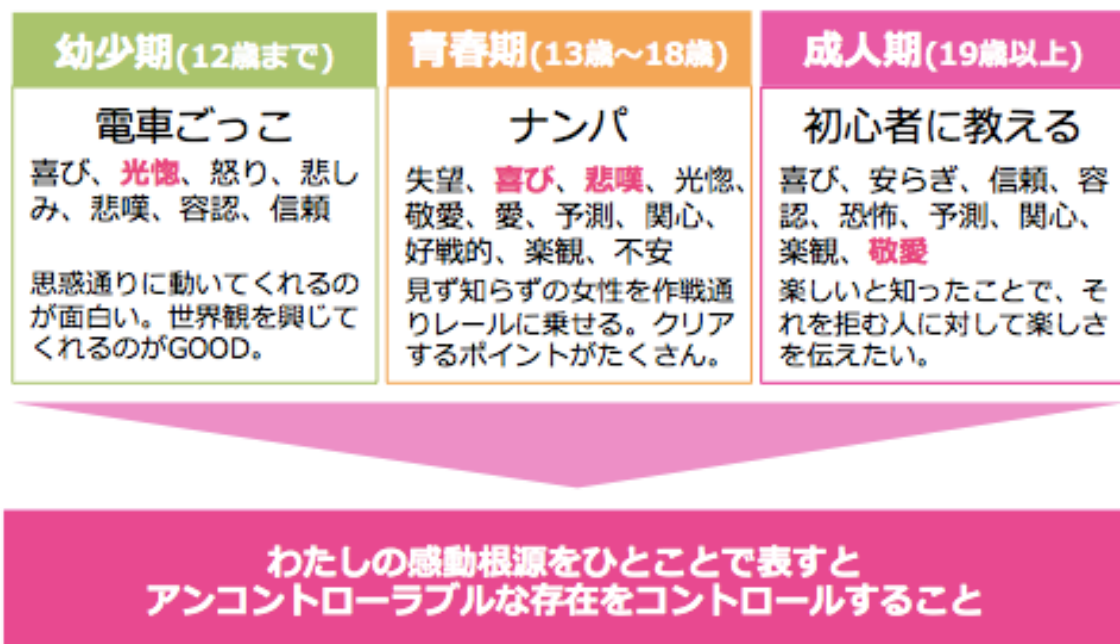 幼少期(12歳まで)
電車ごっこ
喜び、光惚、怒り、悲し
み、悲嘆、容認、信頼
思惑通りに動いてくれるの
が面白い。世界観を興じて
くれるのがGOOD。
青春期(13歳〜18歳)
ナンパ
失望、喜び、悲嘆、光惚、
敬愛、愛、予測、関心、
好戦的、楽観、不安
見ず知らずの女性を作戦通
りレールに乗せる。クリア
するポイントがたくさん。
成人期(19歳以上)
初心者に教える
喜び、安らぎ、信頼、容
認、恐怖、予測、関心、
楽観、敬愛
楽しいと知ったことで、そ
れを拒む人に対して楽しさ
を伝えたい。
わたしの感動根源をひとことで表すと
アンコントローラブルな存在をコントロールすること